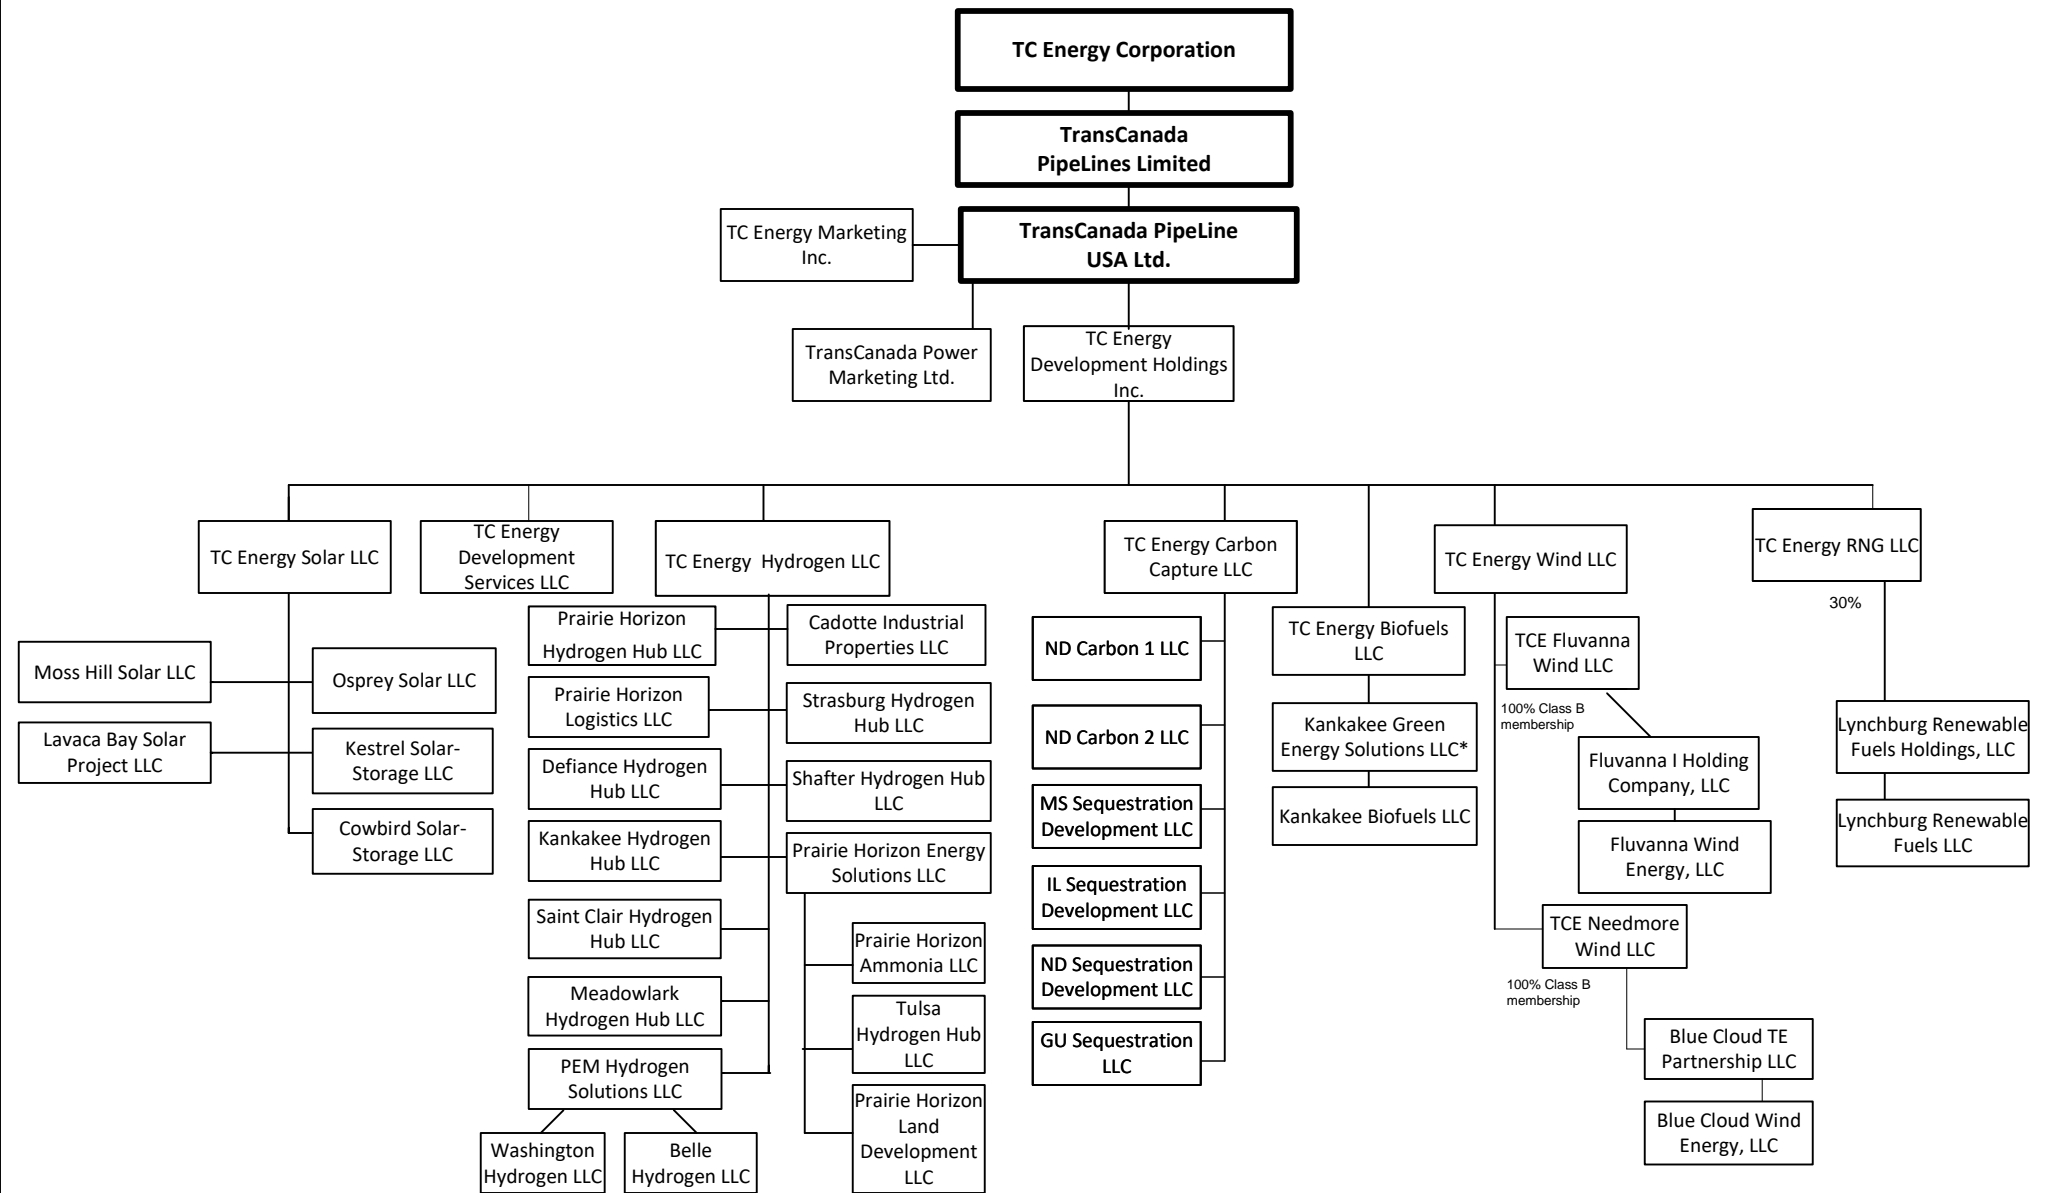 TC Energy Corporation
TransCanada
PipeLines Limited
TC Energy Marketing
Inc.
TransCanada PipeLine
USA Ltd.
TransCanada Power
Marketing Ltd.
TC Energy
Development Holdings
Inc.
TC Energy Solar LLC
TC Energy
Development
Services LLC
TC Energy  Hydrogen LLC
TC Energy Carbon
Capture LLC
TC Energy Wind LLC
TC Energy RNG LLC
30%
Moss Hill Solar LLC
Osprey Solar LLC
Lavaca Bay Solar
Project LLC
Kestrel Solar-
Storage LLC
Cowbird Solar-
Storage LLC
Prairie Horizon
Hydrogen Hub LLC
Cadotte Industrial
Properties LLC
Prairie Horizon
Logistics LLC
Strasburg Hydrogen
Hub LLC
Defiance Hydrogen
Hub LLC
Shafter Hydrogen Hub
LLC
Kankakee Hydrogen
Hub LLC
Prairie Horizon Energy
Solutions LLC
Saint Clair Hydrogen
Hub LLC
Prairie Horizon
Ammonia LLC
Meadowlark
Hydrogen Hub LLC
Tulsa
Hydrogen Hub
LLC
PEM Hydrogen
Solutions LLC
Prairie Horizon
Land
Development
LLC
Washington
Hydrogen LLC
Belle
Hydrogen LLC
ND Carbon 1 LLC
ND Carbon 2 LLC
MS Sequestration
Development LLC
IL Sequestration
Development LLC
ND Sequestration
Development LLC
GU Sequestration
LLC
TC Energy Biofuels
LLC
Kankakee Green
Energy Solutions LLC*
Kankakee Biofuels LLC
TCE Fluvanna
Wind LLC
100% Class B
membership
Fluvanna I Holding
Company, LLC
Fluvanna Wind
Energy, LLC
TCE Needmore
Wind LLC
100% Class B
membership
Blue Cloud TE
Partnership LLC
Blue Cloud Wind
Energy, LLC
Lynchburg Renewable
Fuels Holdings, LLC
Lynchburg Renewable
Fuels LLC